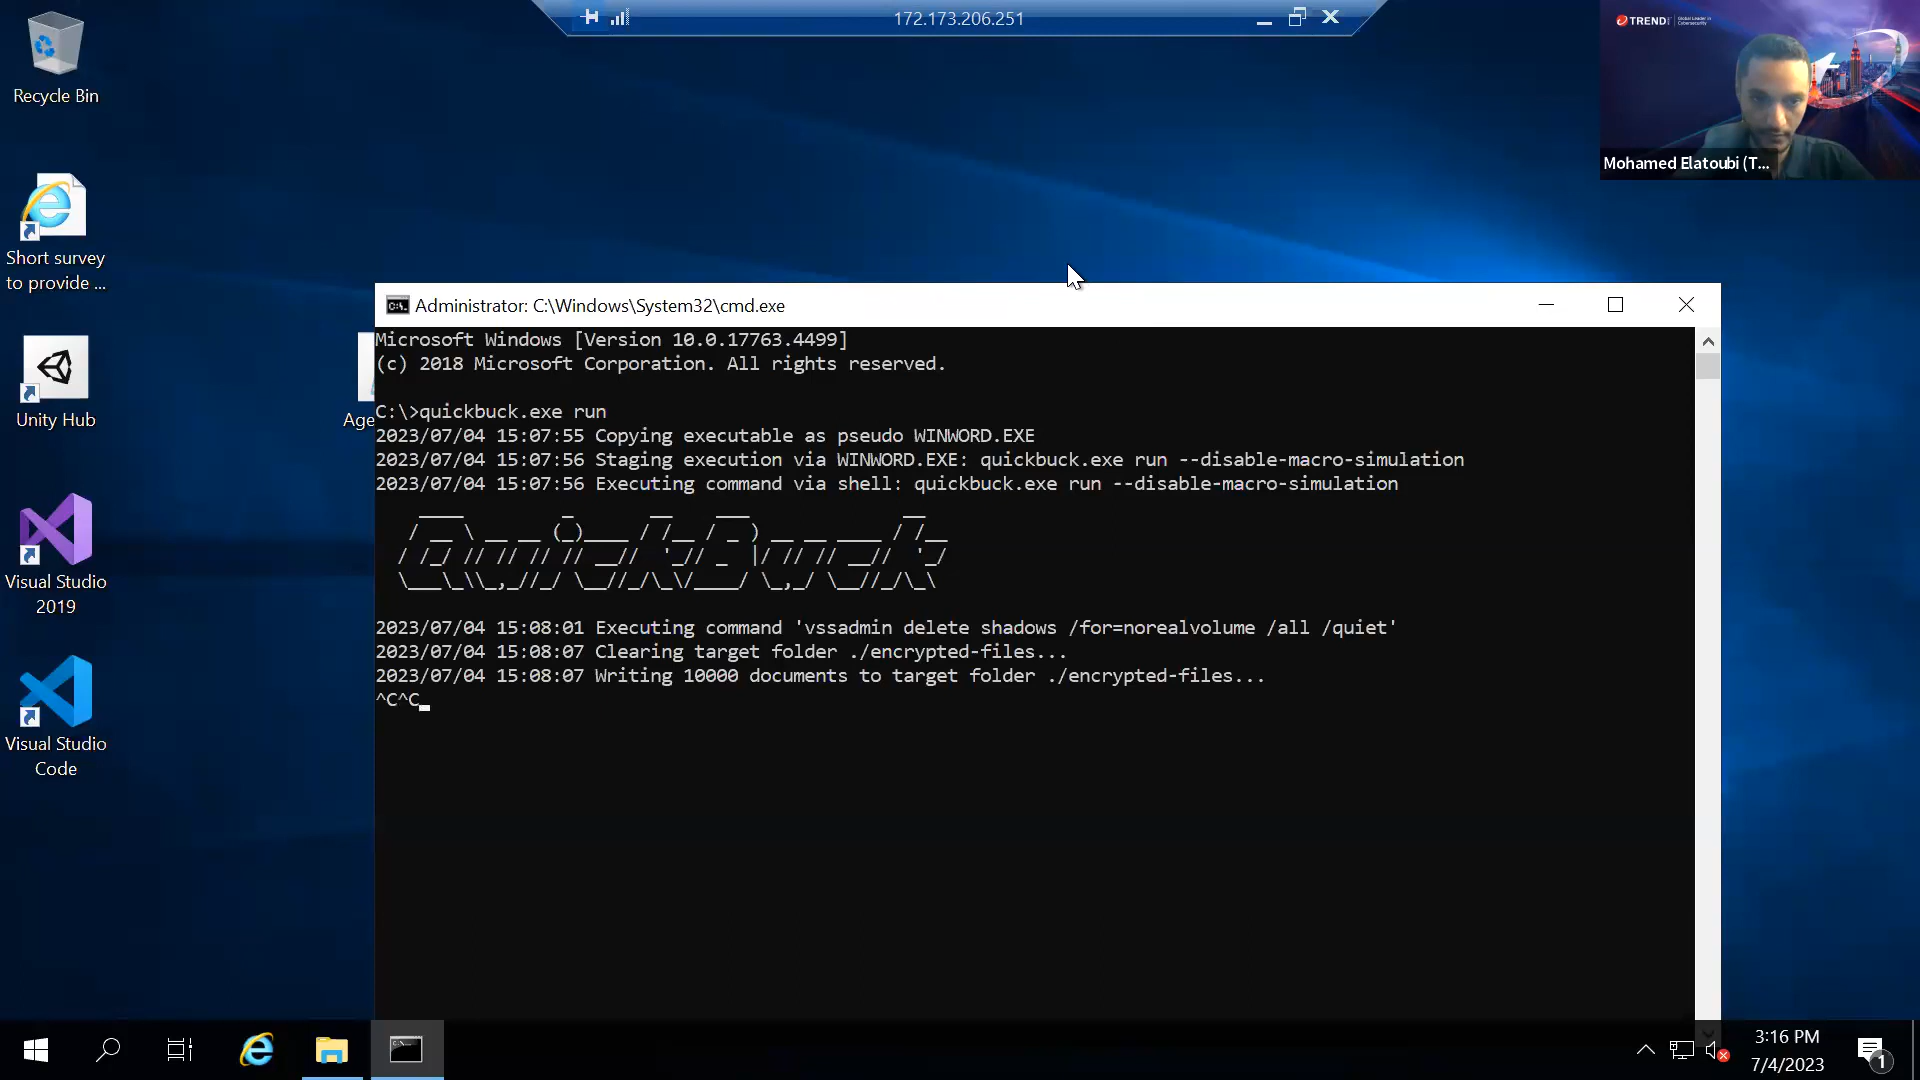 172.173.206.251
TREND
Global Leader in
Cybersecurity
Mohamed Elatoubi (T...
Recycle Bin
Short survey
to provide ...
Unity Hub
Age
Visual Studio
2019
Visual Studio
Code
Administrator: C:\Windows\System32\cmd.exe
Microsoft Windows [Version 10.0.17763.4499]
(c) 2018 Microsoft Corporation. All rights reserved.
C:\>quickbuck.exe run
2023/07/04 15:07:55 Copying executable as pseudo WINWORD.EXE
2023/07/04 15:07:56 Staging execution via WINWORD.EXE: quickbuck.exe run --disable-macro-simulation
2023/07/04 15:07:56 Executing command via shell: quickbuck.exe run --disable-macro-simulation
QuickBuck
2023/07/04 15:08:01 Executing command 'vssadmin delete shadows /for=norealvolume /all /quiet'
2023/07/04 15:08:07 Clearing target folder ./encrypted-files...
2023/07/04 15:08:07 Writing 10000 documents to target folder ./encrypted-files...
^C^C
3:16 PM
7/4/2023
1